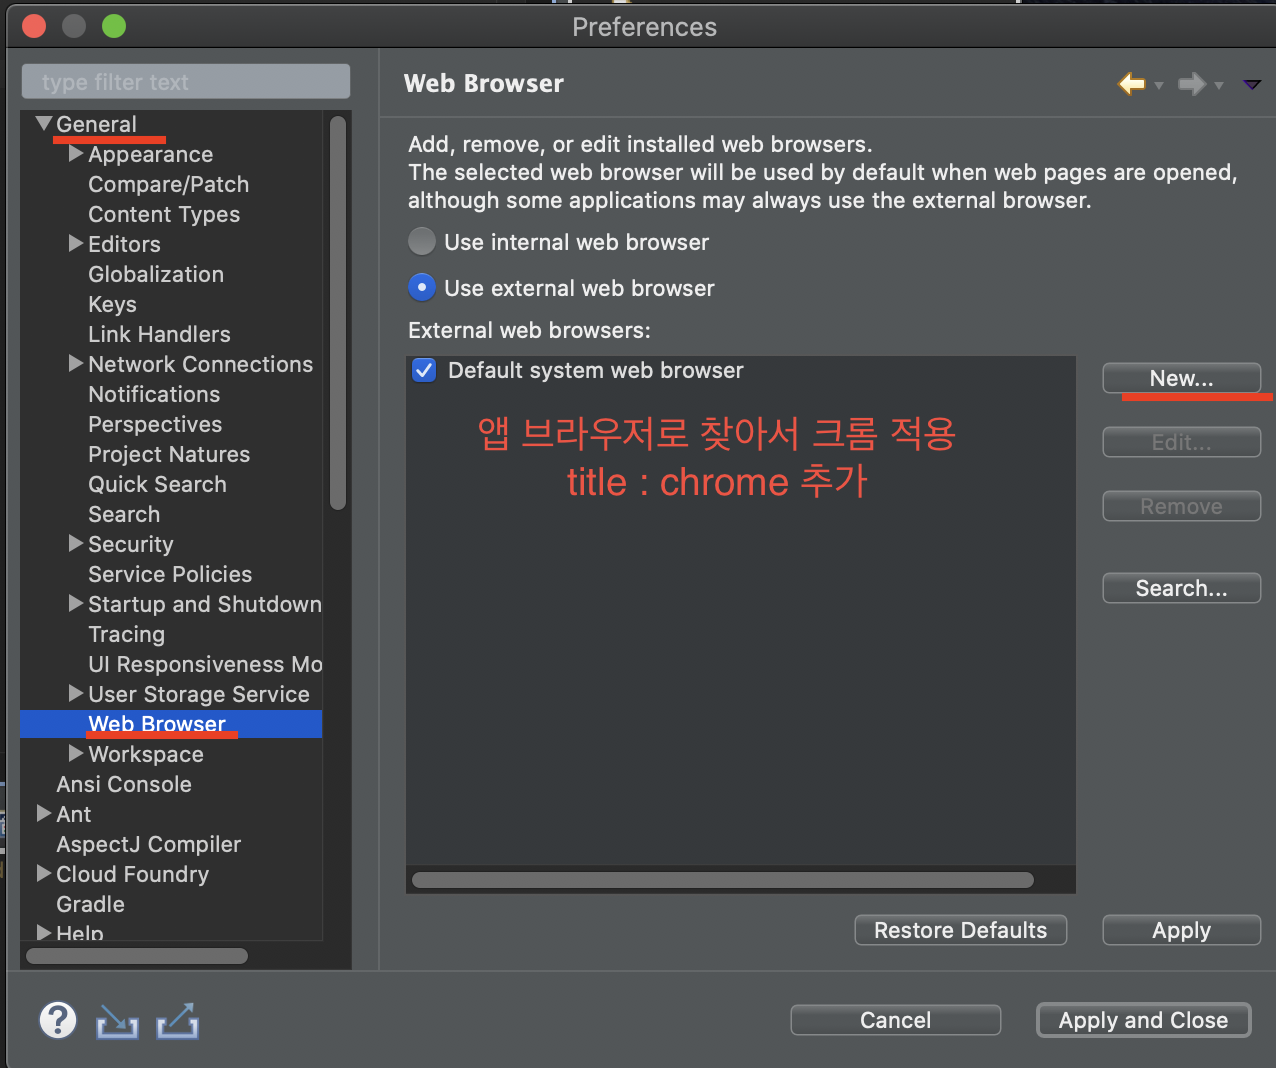 Preferences
type filter text
General
Appearance
Compare/Patch
Content Types
Editors
Globalization
Keys
Link Handlers
Network Connections
Notifications
Perspectives
Project Natures
Quick Search
Search
Security
Service Policies
Startup and Shutdown
Tracing
UI Responsiveness Mo
User Storage Service
Web Browser
Workspace
Ansi Console
Ant
AspectJ Compiler
Cloud Foundry
Gradle
Help
Web Browser
Add, remove, or edit installed web browsers.
The selected web browser will be used by default when web pages are opened,
although some applications may always use the external browser.
Use internal web browser
Use external web browser
External web browsers:
Default system web browser
앱 브라우저로 찾아서 크롬 적용
title : chrome 추가
New...
Edit...
Remove
Search...
Restore Defaults
Apply
?
Cancel
Apply and Close